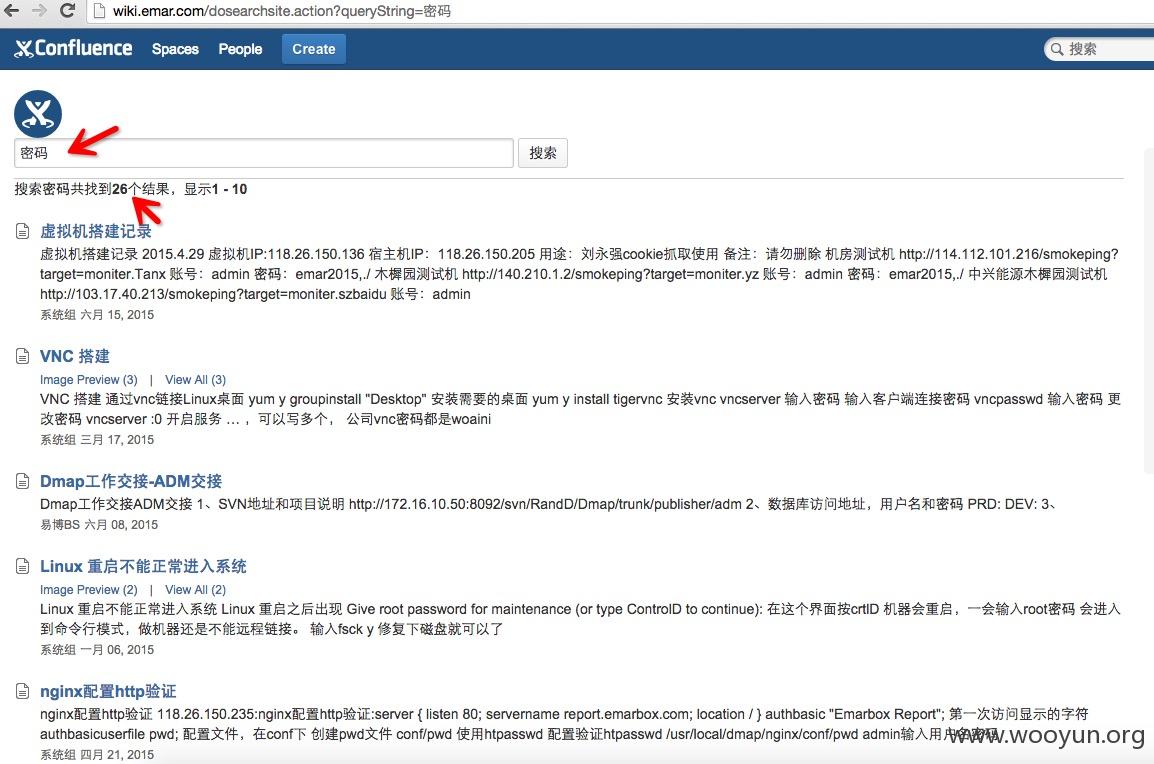 wiki.emar.com/dosearchsite.action?queryString=密码
Confluence Spaces People Create 搜索
密码 搜索
搜索密码共找到26个结果，显示1 - 10
虚拟机搭建记录
虚拟机搭建记录 2015.4.29 虚拟机IP:118.26.150.136 宿主机IP：118.26.150.205 用途：刘永强cookie抓取使用 备注：请勿删除 机房测试机 http://114.112.101.216/smokeping?
target=moniter.Tanx 账号：admin 密码：emar2015,./ 木樨园测试机 http://140.210.1.2/smokeping?target=moniter.yz 账号：admin 密码：emar2015,./ 中兴能源木樨园测试机
http://103.17.40.213/smokeping?target=moniter.szbaidu 账号：admin
系统组 六月 15, 2015
VNC 搭建
Image Preview (3) | View All (3)
VNC 搭建 通过vnc链接Linux桌面 yum y groupinstall "Desktop" 安装需要的桌面 yum y install tigervnc 安装vnc vncserver 输入密码 输入客户端连接密码 vncpasswd 输入密码 更
改密码 vncserver :0 开启服务 ... ，可以写多个， 公司vnc密码都是woaini
系统组 三月 17, 2015
Dmap工作交接-ADM交接
Dmap工作交接ADM交接 1、SVN地址和项目说明 http://172.16.10.50:8092/svn/RandD/Dmap/trunk/publisher/adm 2、数据库访问地址，用户名和密码 PRD: DEV: 3、
易博BS 六月 08, 2015
Linux 重启不能正常进入系统
Image Preview (2) | View All (2)
Linux 重启不能正常进入系统 Linux 重启之后出现 Give root password for maintenance (or type ControlD to continue): 在这个界面按crtlD 机器会重启，一会输入root密码 会进入
到命令行模式，做机器还是不能远程链接。 输入fsck y 修复下磁盘就可以了
系统组 一月 06, 2015
nginx配置http验证
nginx配置http验证 118.26.150.235:nginx配置http验证:server { listen 80; servername report.emarbox.com; location / } authbasic "Emarbox Report"; 第一次访问显示的字符
authbasicuserfile pwd; 配置文件，在conf下 创建pwd文件 conf/pwd 使用htpasswd 配置验证htpasswd /usr/local/dmap/nginx/conf/pwd admin输入用户名密码
系统组 四月 21, 2015
www.wooyun.org